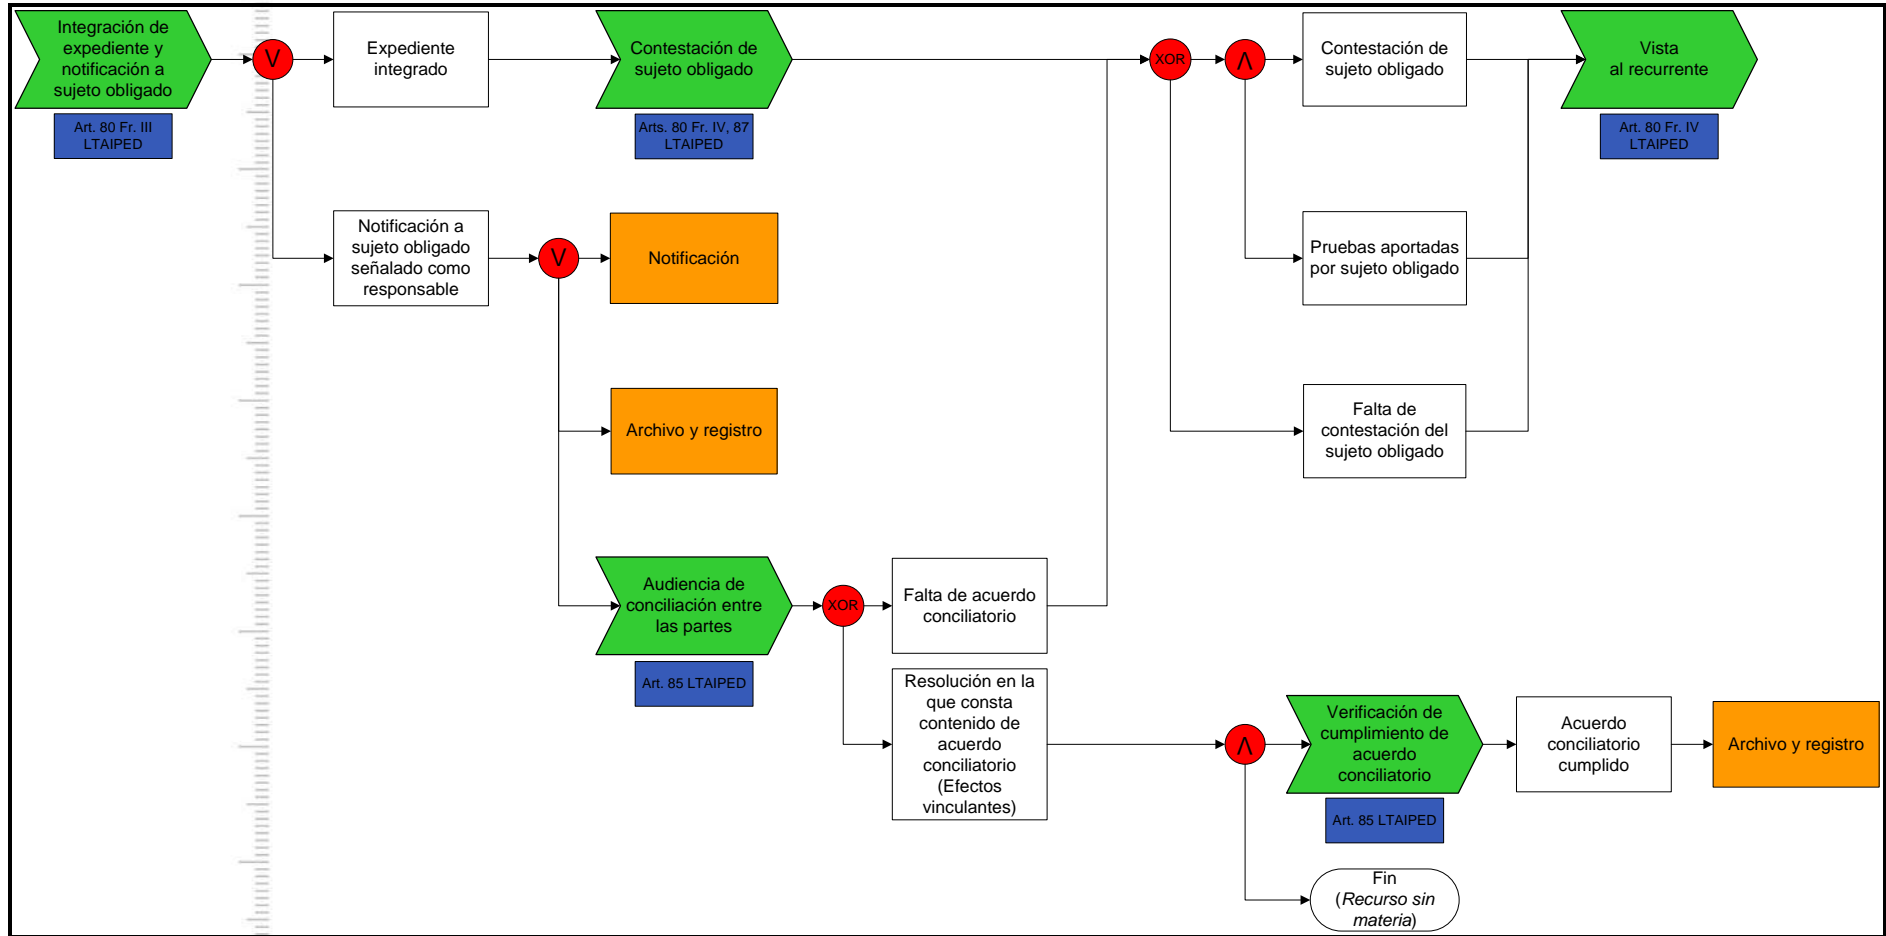 Integración de
expediente y
notificación a
sujeto obligado
Art. 80 Fr. III
LTAIPED
V
Expediente
integrado
Contestación de
sujeto obligado
Arts. 80 Fr. IV, 87
LTAIPED
XOR
Λ
Contestación de
sujeto obligado
Vista
al recurrente
Art. 80 Fr. IV
LTAIPED
Notificación a
sujeto obligado
señalado como
responsable
V
Notificación
Pruebas aportadas
por sujeto obligado
Archivo y registro
Falta de
contestación del
sujeto obligado
Audiencia de
conciliación entre
las partes
Art. 85 LTAIPED
XOR
Falta de acuerdo
conciliatorio
Resolución en la
que consta
contenido de
acuerdo
conciliatorio
(Efectos
vinculantes)
Λ
Verificación de
cumplimiento de
acuerdo
conciliatorio
Art. 85 LTAIPED
Acuerdo
conciliatorio
cumplido
Archivo y registro
Fin
(Recurso sin
materia)